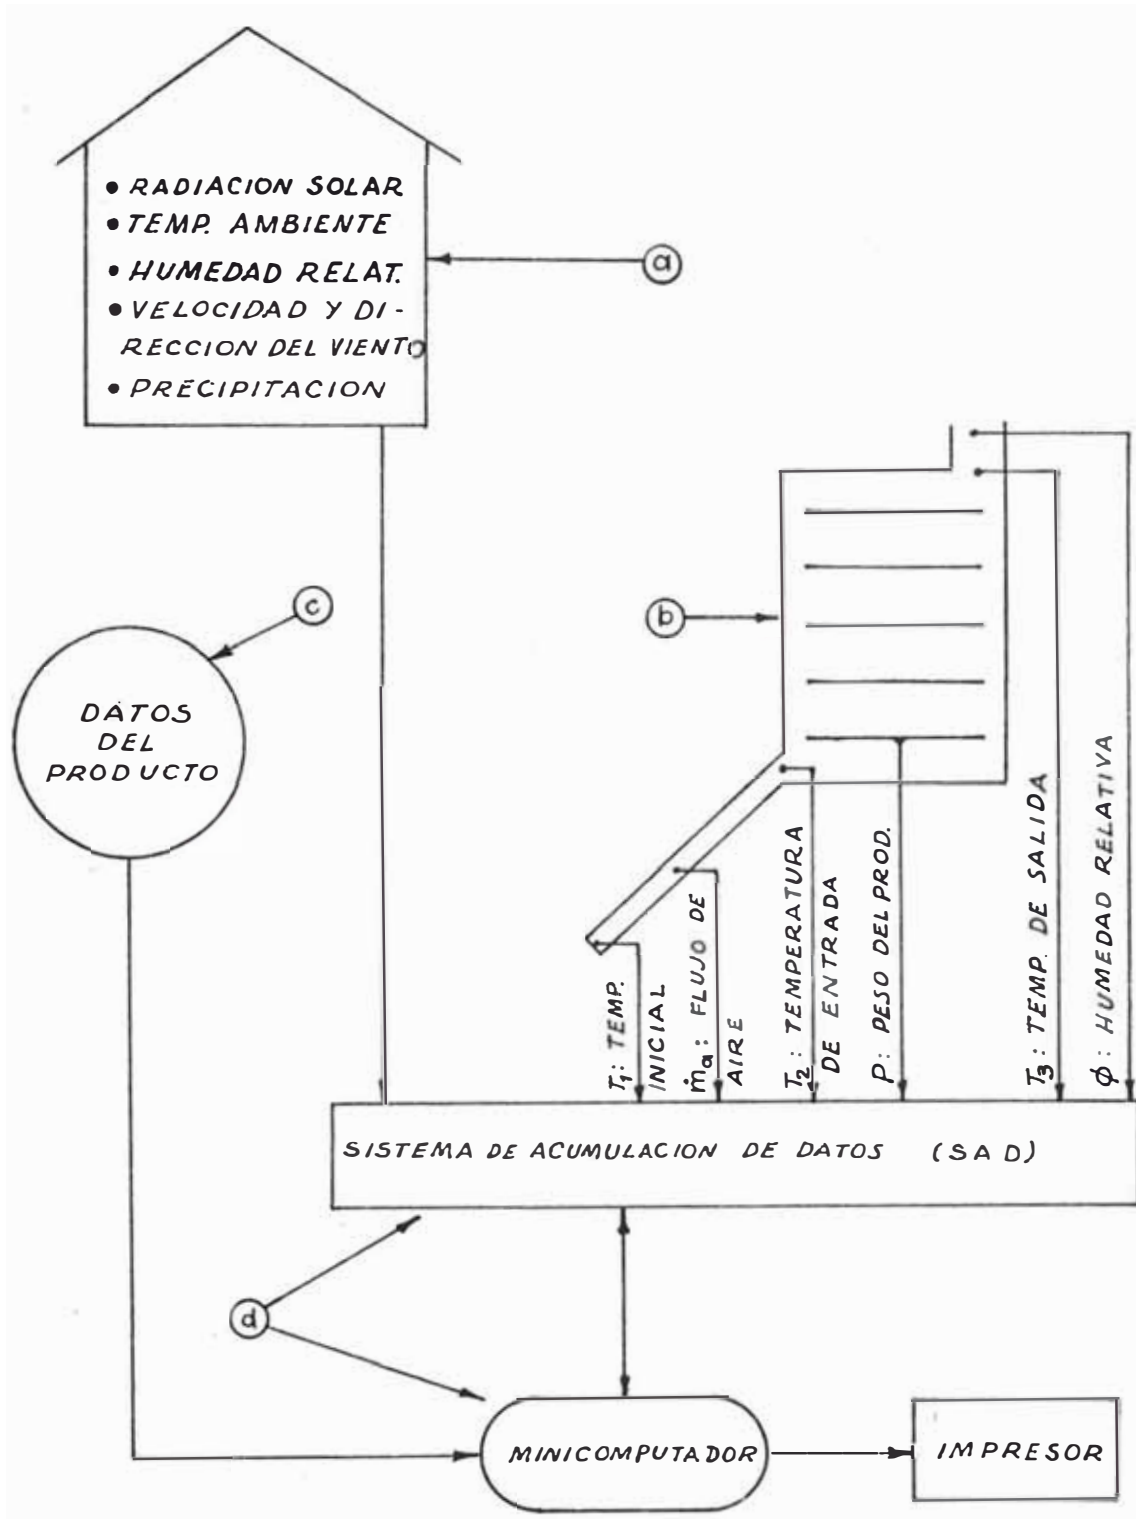 • RADIACION SOLAR
• TEMP. AMBIENTE
• HUMEDAD RELAT.
• VELOCIDAD Y DI-
RECCION DEL VIENTO
• PRECIPITACION
a
b
c
DATOS
DEL
PRODUCTO
T1: TEMP.
INICIAL
ṁa: FLUJO DE
AIRE
T2: TEMPERATURA
DE ENTRADA
P: PESO DEL PROD.
T3: TEMP. DE SALIDA
ϕ: HUMEDAD RELATIVA
SISTEMA DE ACUMULACION DE DATOS (SAD)
d
MINICOMPUTADOR
IMPRESOR